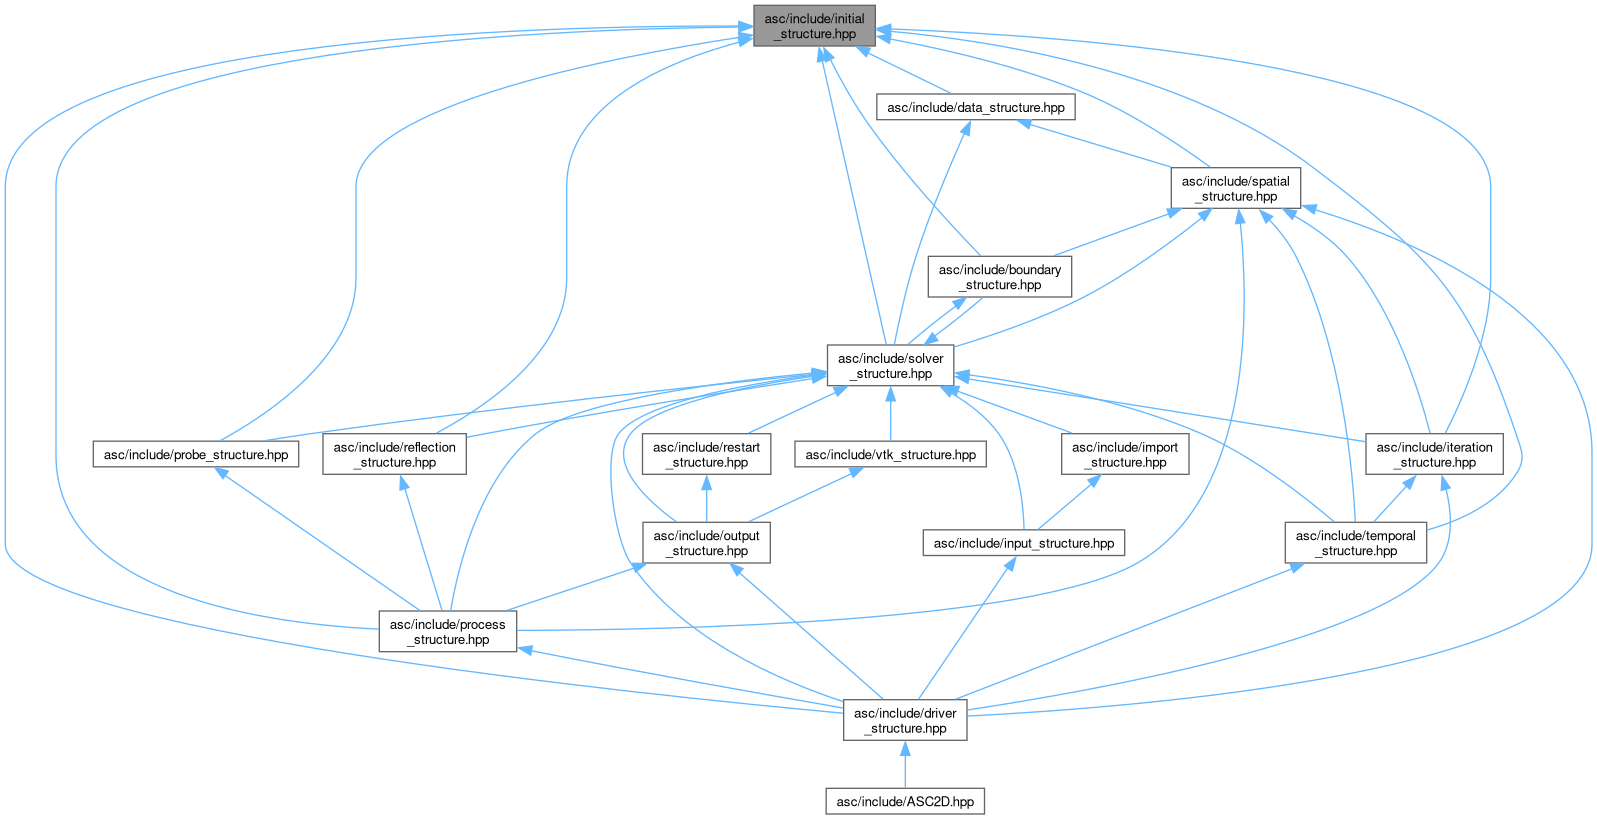 asc/include/initial
_structure.hpp
asc/include/data_structure.hpp
asc/include/spatial
_structure.hpp
asc/include/boundary
_structure.hpp
asc/include/solver
_structure.hpp
asc/include/probe_structure.hpp
asc/include/reflection
_structure.hpp
asc/include/restart
_structure.hpp
asc/include/vtk_structure.hpp
asc/include/import
_structure.hpp
asc/include/iteration
_structure.hpp
asc/include/output
_structure.hpp
asc/include/input_structure.hpp
asc/include/temporal
_structure.hpp
asc/include/process
_structure.hpp
asc/include/driver
_structure.hpp
asc/include/ASC2D.hpp